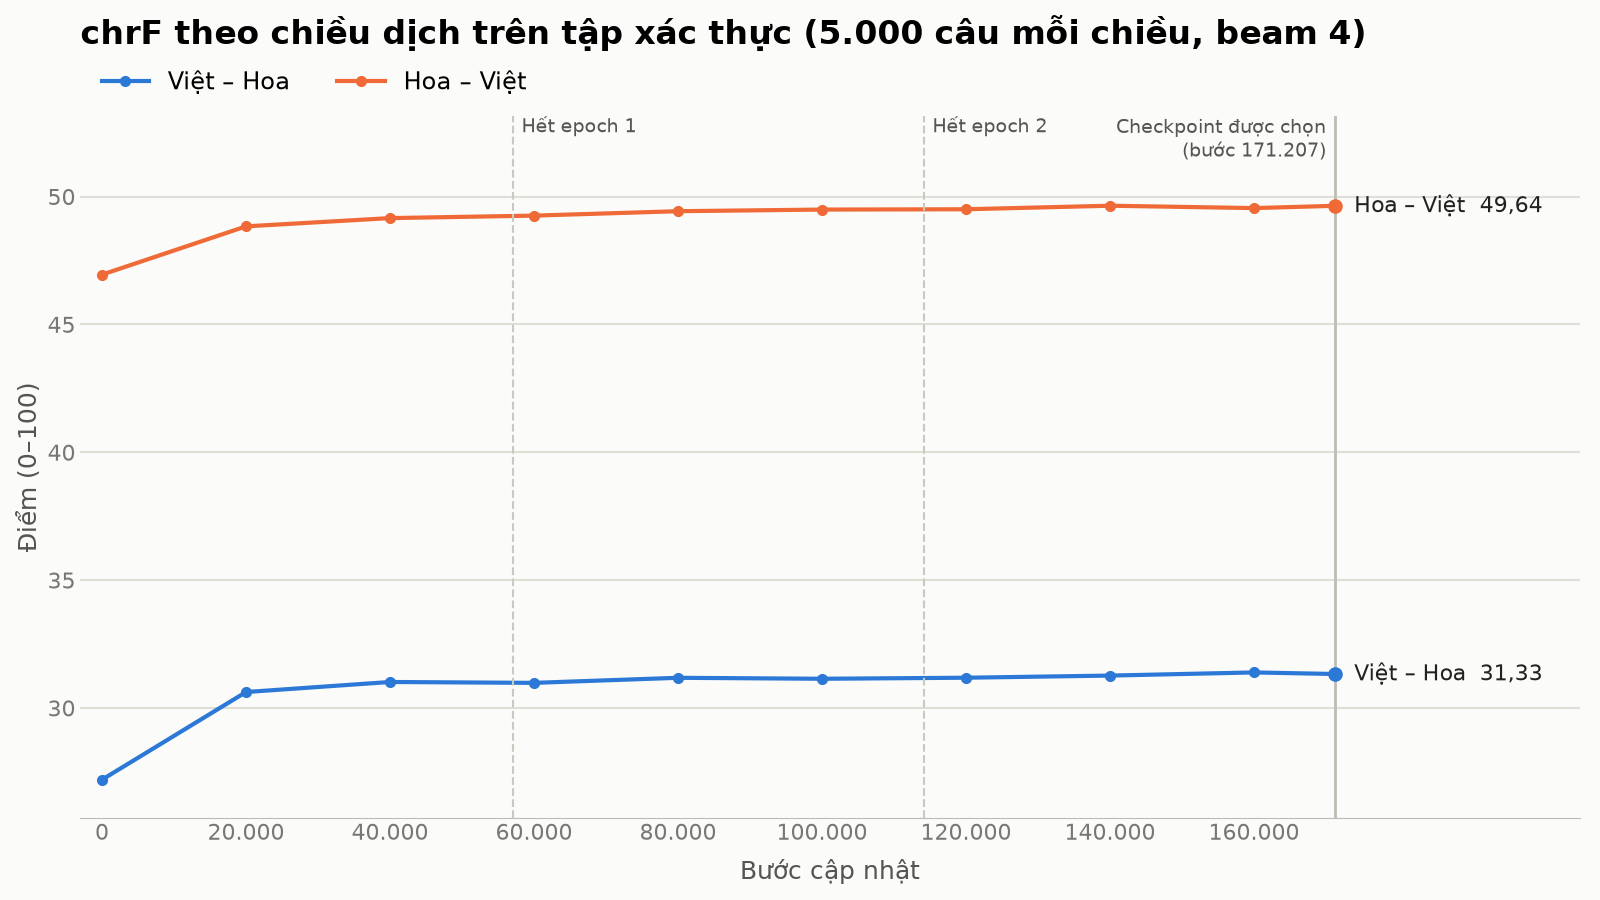 chrF theo chiều dịch trên tập xác thực (5.000 câu mỗi chiều, beam 4)
Việt – Hoa
Hoa – Việt
Hết epoch 1
Hết epoch 2
Checkpoint được chọn
(bước 171.207)
50
45
40
35
30
Điểm (0–100)
Hoa – Việt 49,64
Việt – Hoa 31,33
0
20.000
40.000
60.000
80.000
100.000
120.000
140.000
160.000
Bước cập nhật